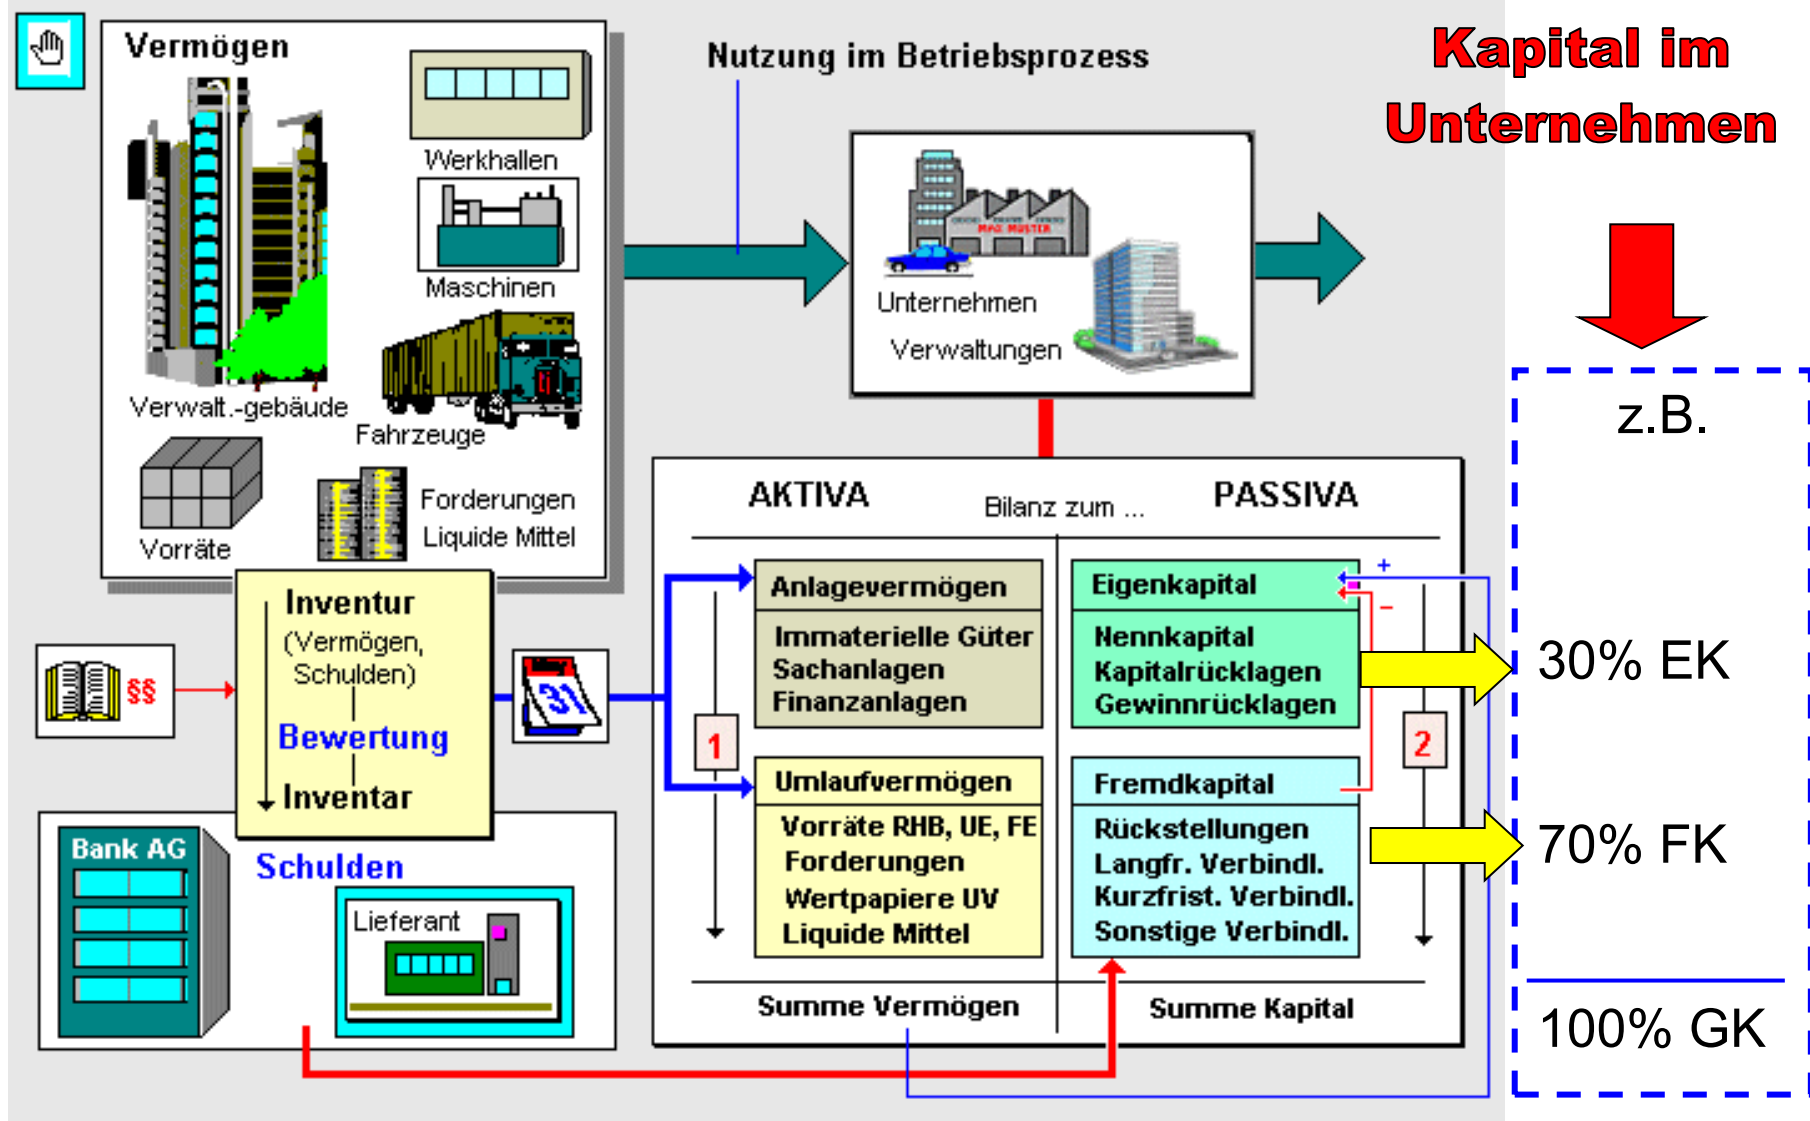 Vermögen
Werkhallen
Maschinen
Verwalt.-gebäude
Fahrzeuge
Vorräte
Forderungen
Liquide Mittel
Nutzung im Betriebsprozess
MAX MUSTER
Unternehmen
Verwaltungen
Kapital im
Unternehmen
§§
Inventur
(Vermögen,
Schulden)
Bewertung
Inventar
31
Bank AG
Schulden
Lieferant
AKTIVA
Bilanz zum ...
PASSIVA
1
Anlagevermögen
Immaterielle Güter
Sachanlagen
Finanzanlagen
Umlaufvermögen
Vorräte RHB, UE, FE
Forderungen
Wertpapiere UV
Liquide Mittel
Summe Vermögen
Eigenkapital
+
−
Nennkapital
Kapitalrücklagen
Gewinnrücklagen
2
Fremdkapital
Rückstellungen
Langfr. Verbindl.
Kurzfrist. Verbindl.
Sonstige Verbindl.
Summe Kapital
z.B.
30% EK
70% FK
100% GK